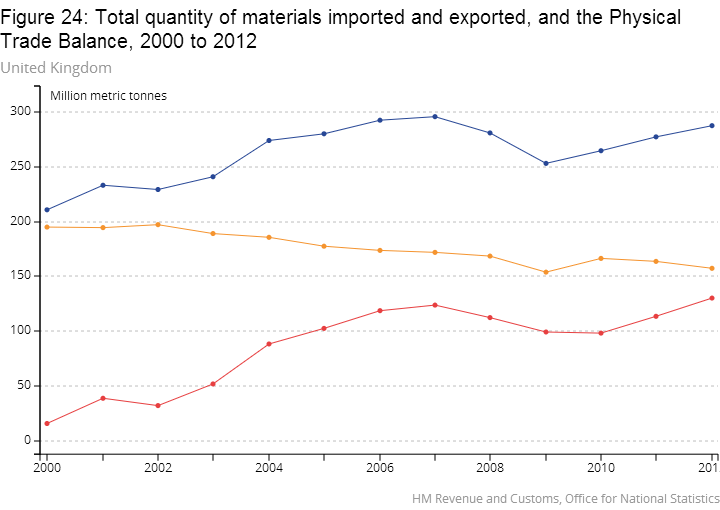 Figure 24: Total quantity of materials imported and exported, and the Physical
Trade Balance, 2000 to 2012
United Kingdom
Million metric tonnes
300
250
200
150
100
50
0
2000 2002 2004 2006 2008 2010 201
HM Revenue and Customs, Office for National Statistics